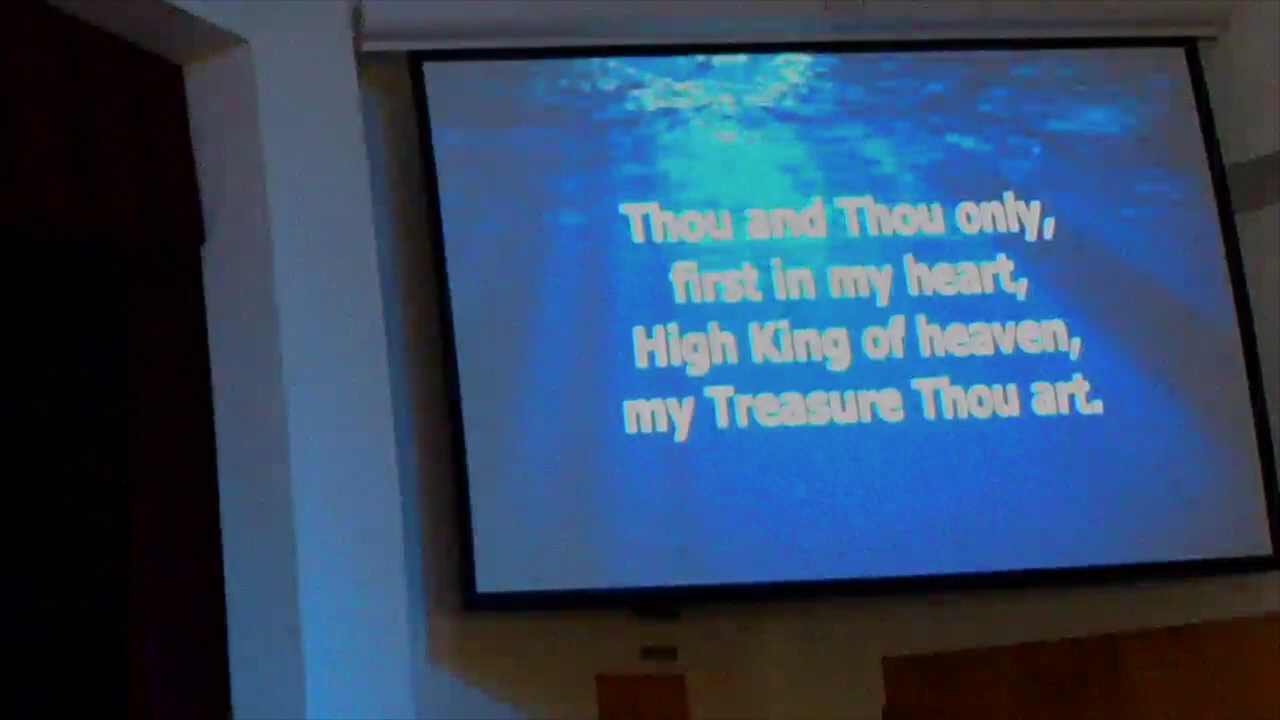 Thou and Thou only,
first in my heart,
High King of heaven,
my Treasure Thou art.